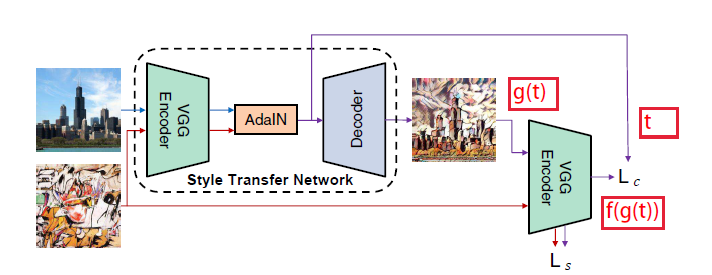 VGG
Encoder
AdaIN
Decoder
Style Transfer Network
g(t)
t
VGG
Encoder
L c
f(g(t))
L s